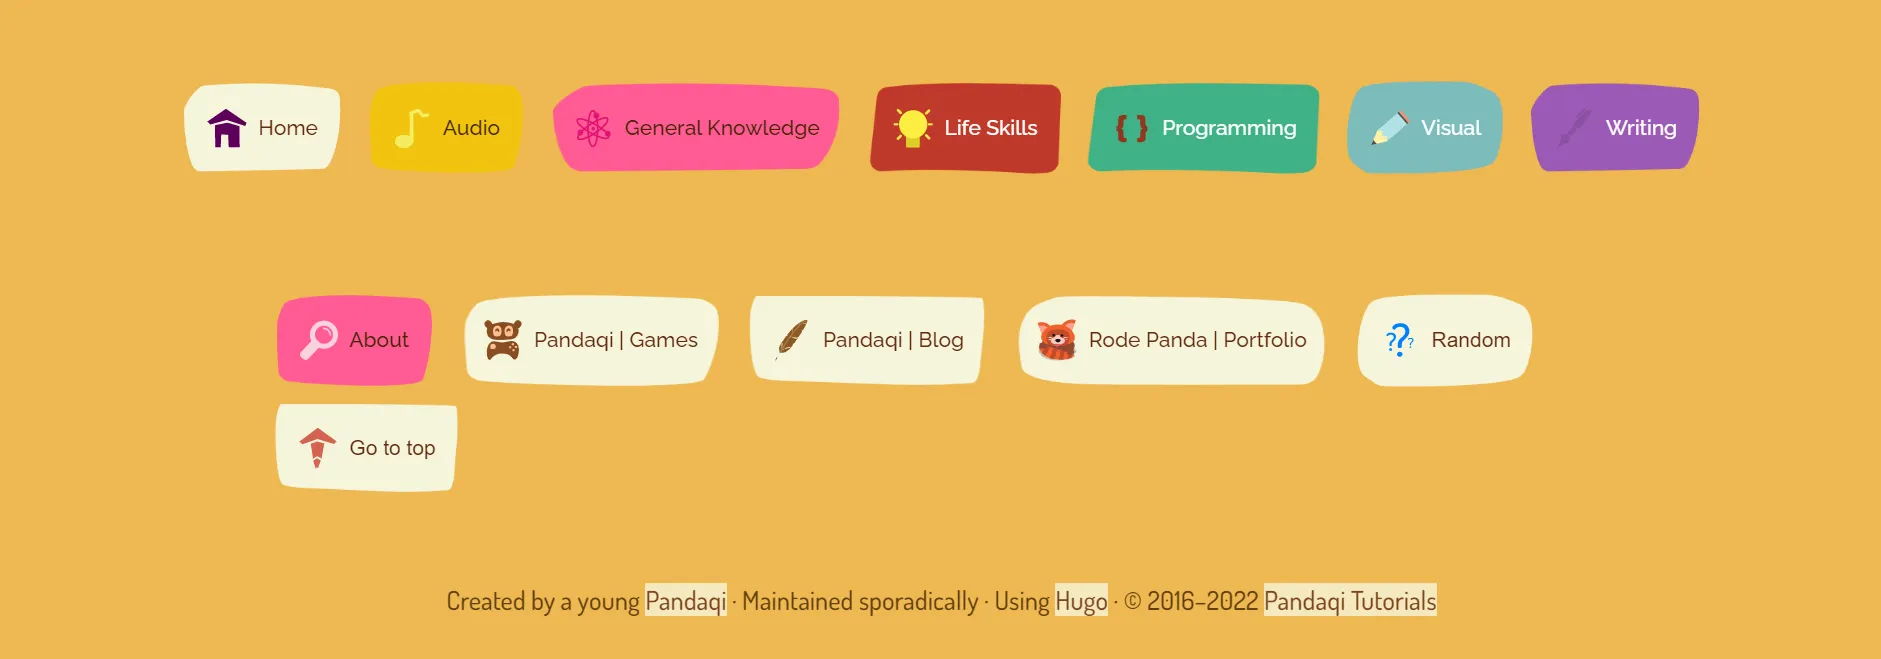 Home Audio General Knowledge Life Skills { } Programming Visual Writing
About Pandaqi | Games Pandaqi | Blog Rode Panda | Portfolio ??? Random
Go to top
Created by a young Pandaqi · Maintained sporadically · Using Hugo · © 2016–2022 Pandaqi Tutorials